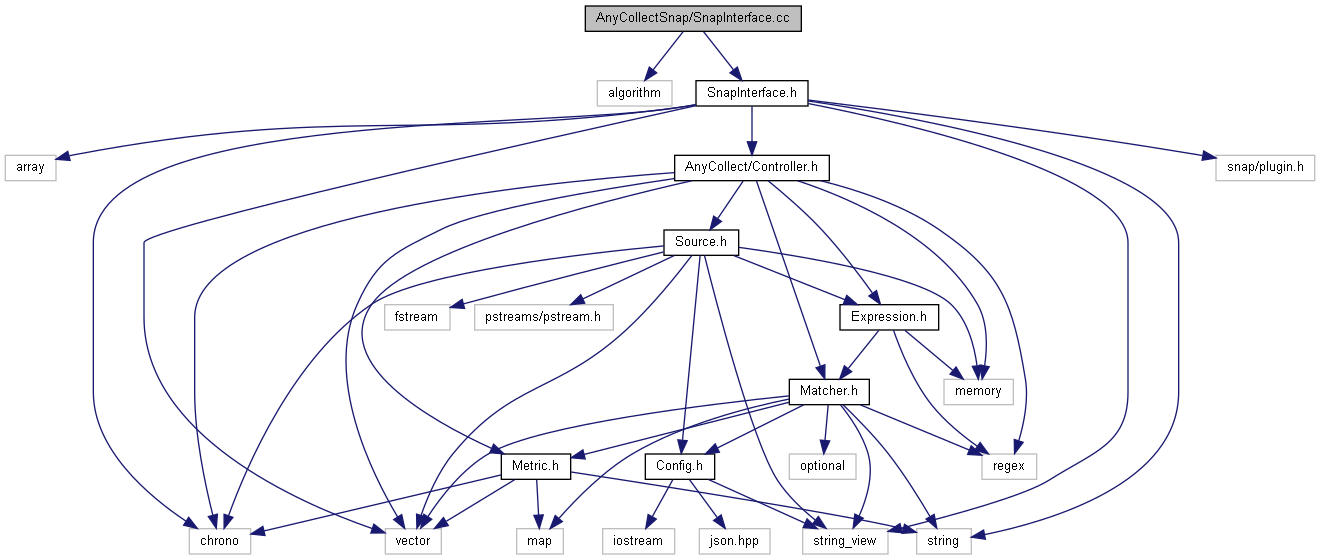 AnyCollectSnap/SnapInterface.cc
algorithm
SnapInterface.h
array
AnyCollect/Controller.h
snap/plugin.h
Source.h
fstream
pstreams/pstream.h
Expression.h
Matcher.h
memory
Metric.h
Config.h
optional
regex
chrono
vector
map
iostream
json.hpp
string_view
string